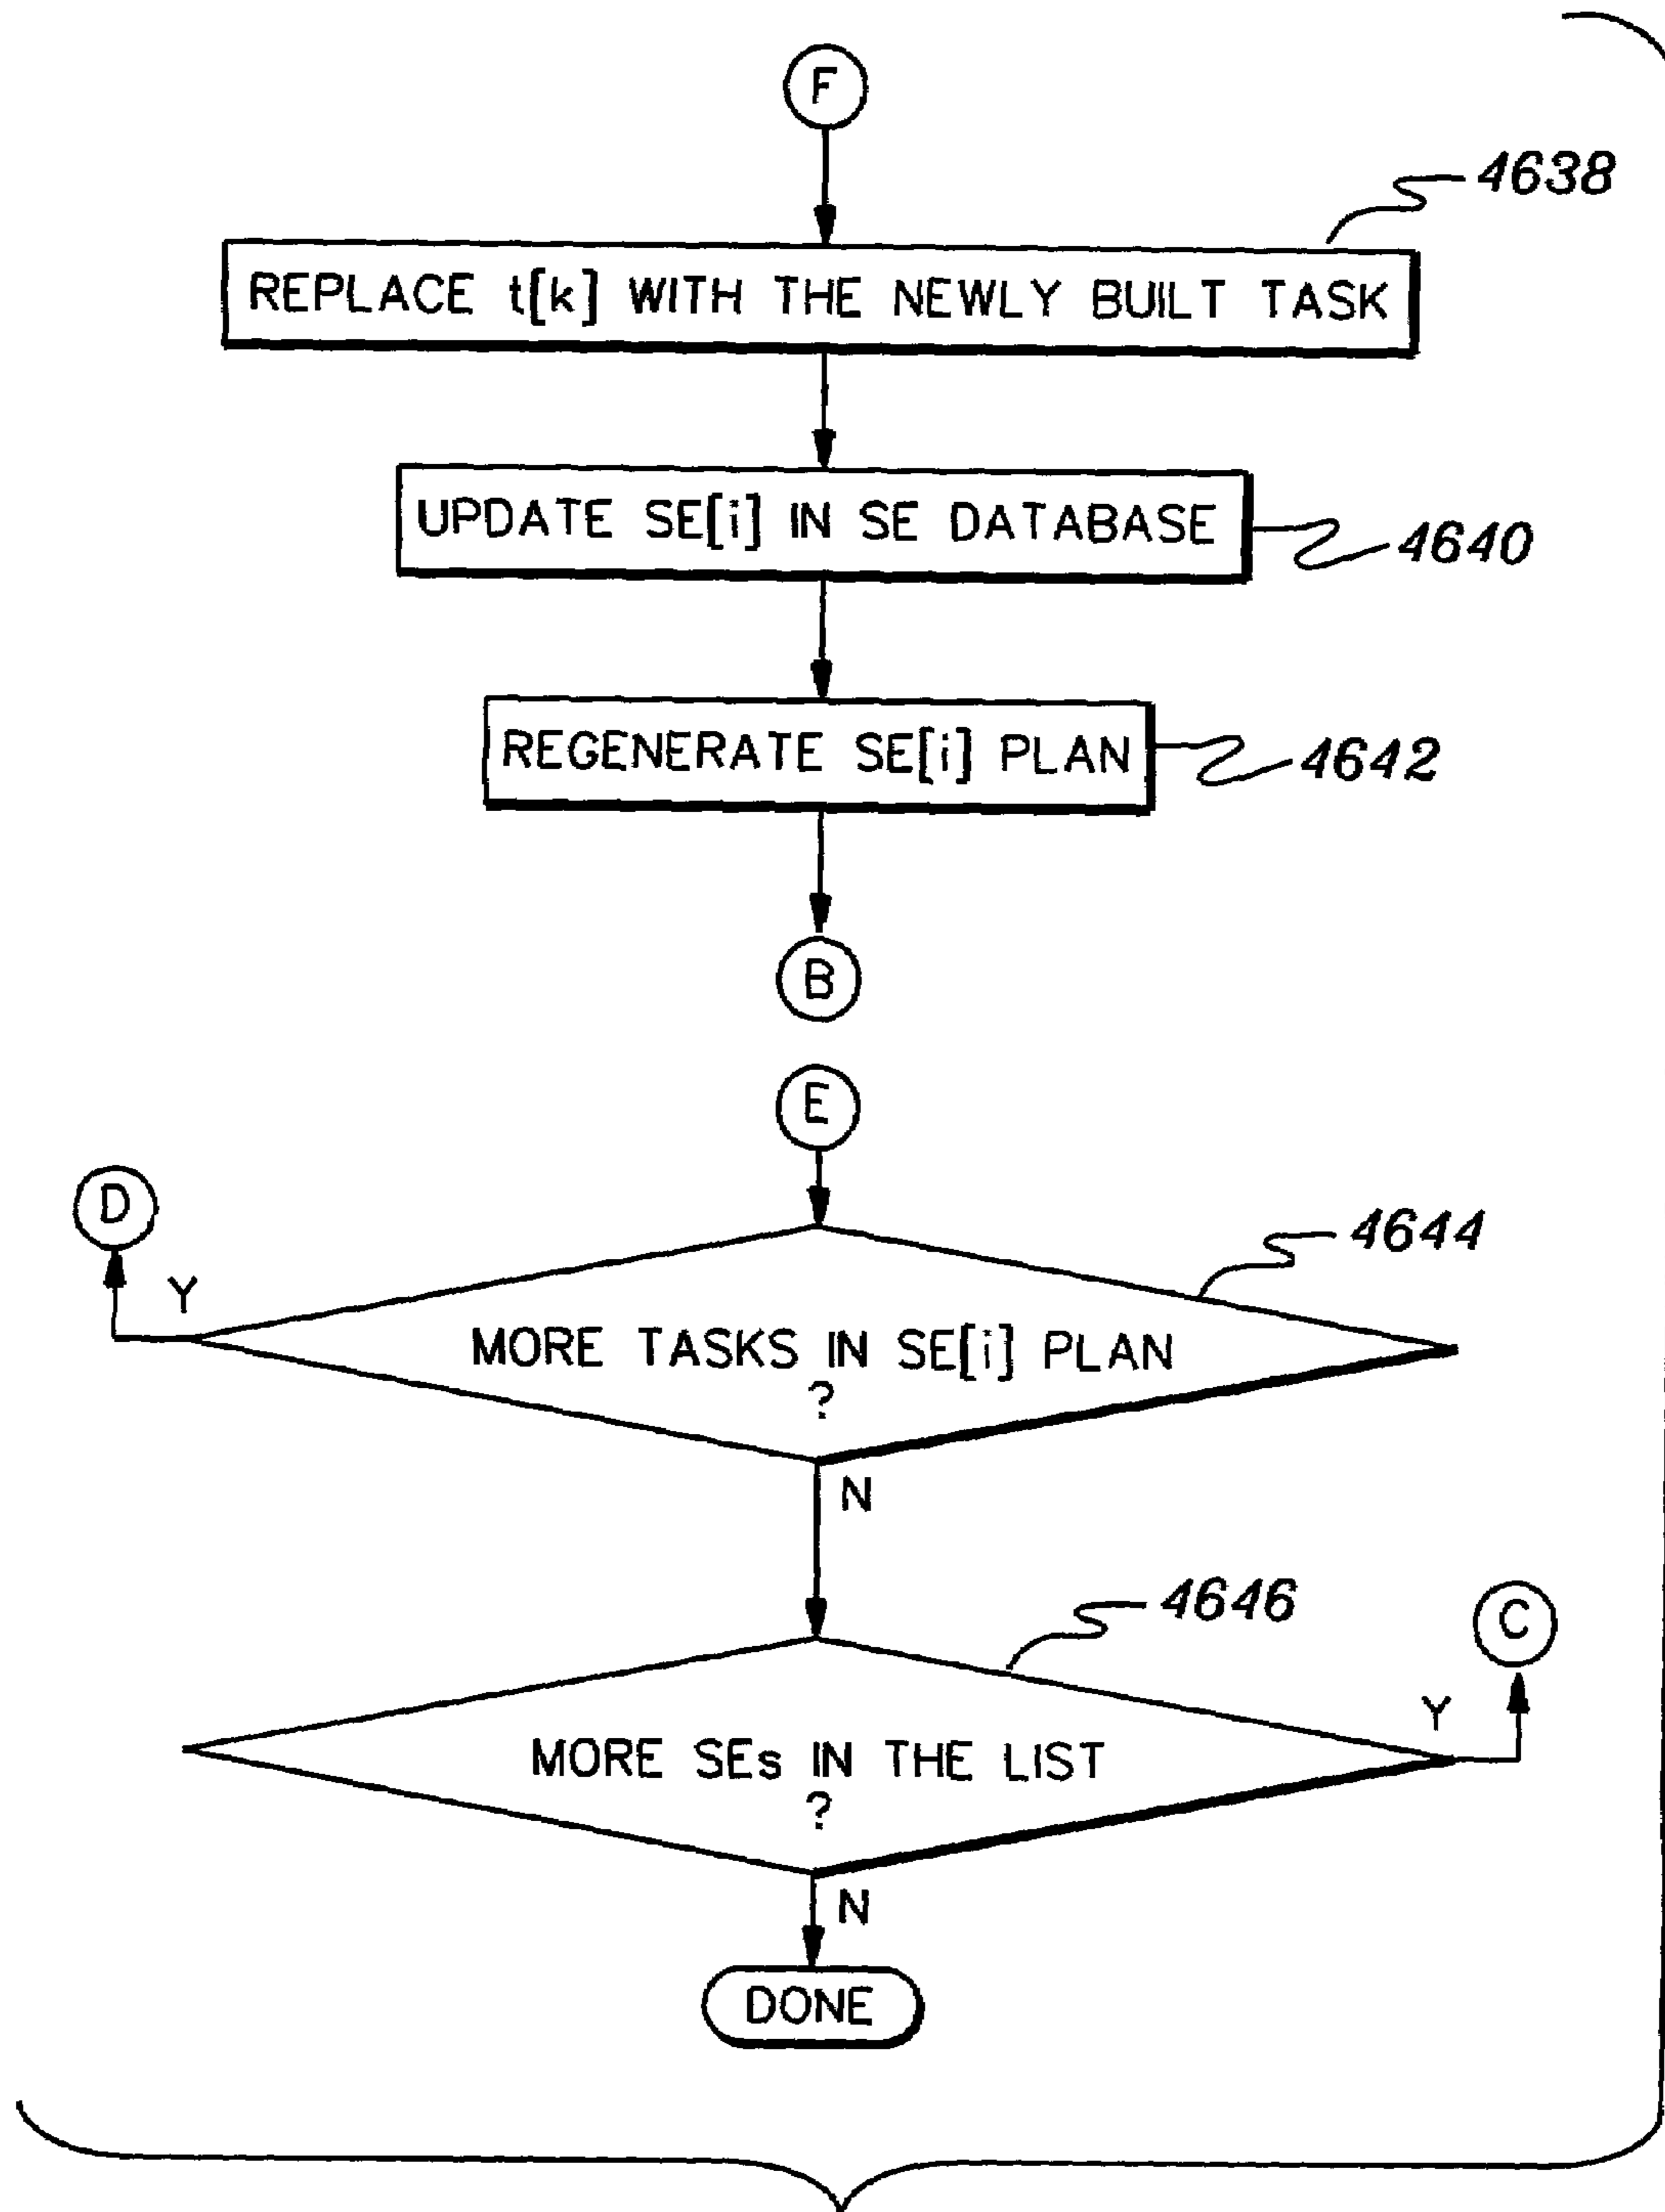 F
4638
REPLACE t[k] WITH THE NEWLY BUILT TASK
UPDATE SE[i] IN SE DATABASE
4640
REGENERATE SE[i] PLAN
4642
B
E
D
4644
Y
MORE TASKS IN SE[i] PLAN
?
N
4646
C
Y
MORE SEs IN THE LIST
?
N
DONE